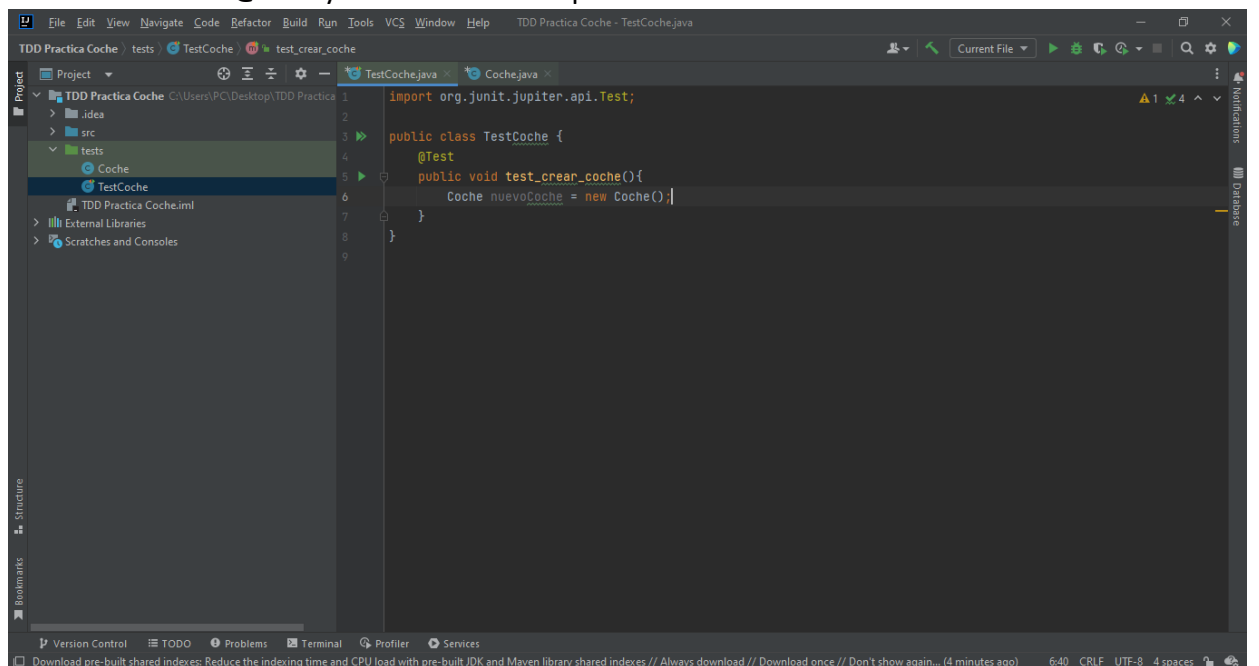 File Edit View Navigate Code Refactor Build Run Tools VCS Window Help TDD Practica Coche - TestCoche.java
TDD Practica Coche tests TestCoche test_crear_coche Current File
Project
TestCoche.java Coche.java
TDD Practica Coche C:\Users\PC\Desktop\TDD Practica
.idea
src
tests
Coche
TestCoche
TDD Practica Coche.iml
External Libraries
Scratches and Consoles
1 import org.junit.jupiter.api.Test;
2
3 public class TestCoche {
4 @Test
5 public void test_crear_coche(){
6 Coche nuevoCoche = new Coche();
7 }
8 }
9
1 4
Project
Structure
Bookmarks
Notifications
Database
Version Control TODO Problems Terminal Profiler Services
Download pre-built shared indexes: Reduce the indexing time and CPU load with pre-built JDK and Maven library shared indexes // Always download // Download once // Don't show again... (4 minutes ago) 6:40 CRLF UTF-8 4 spaces